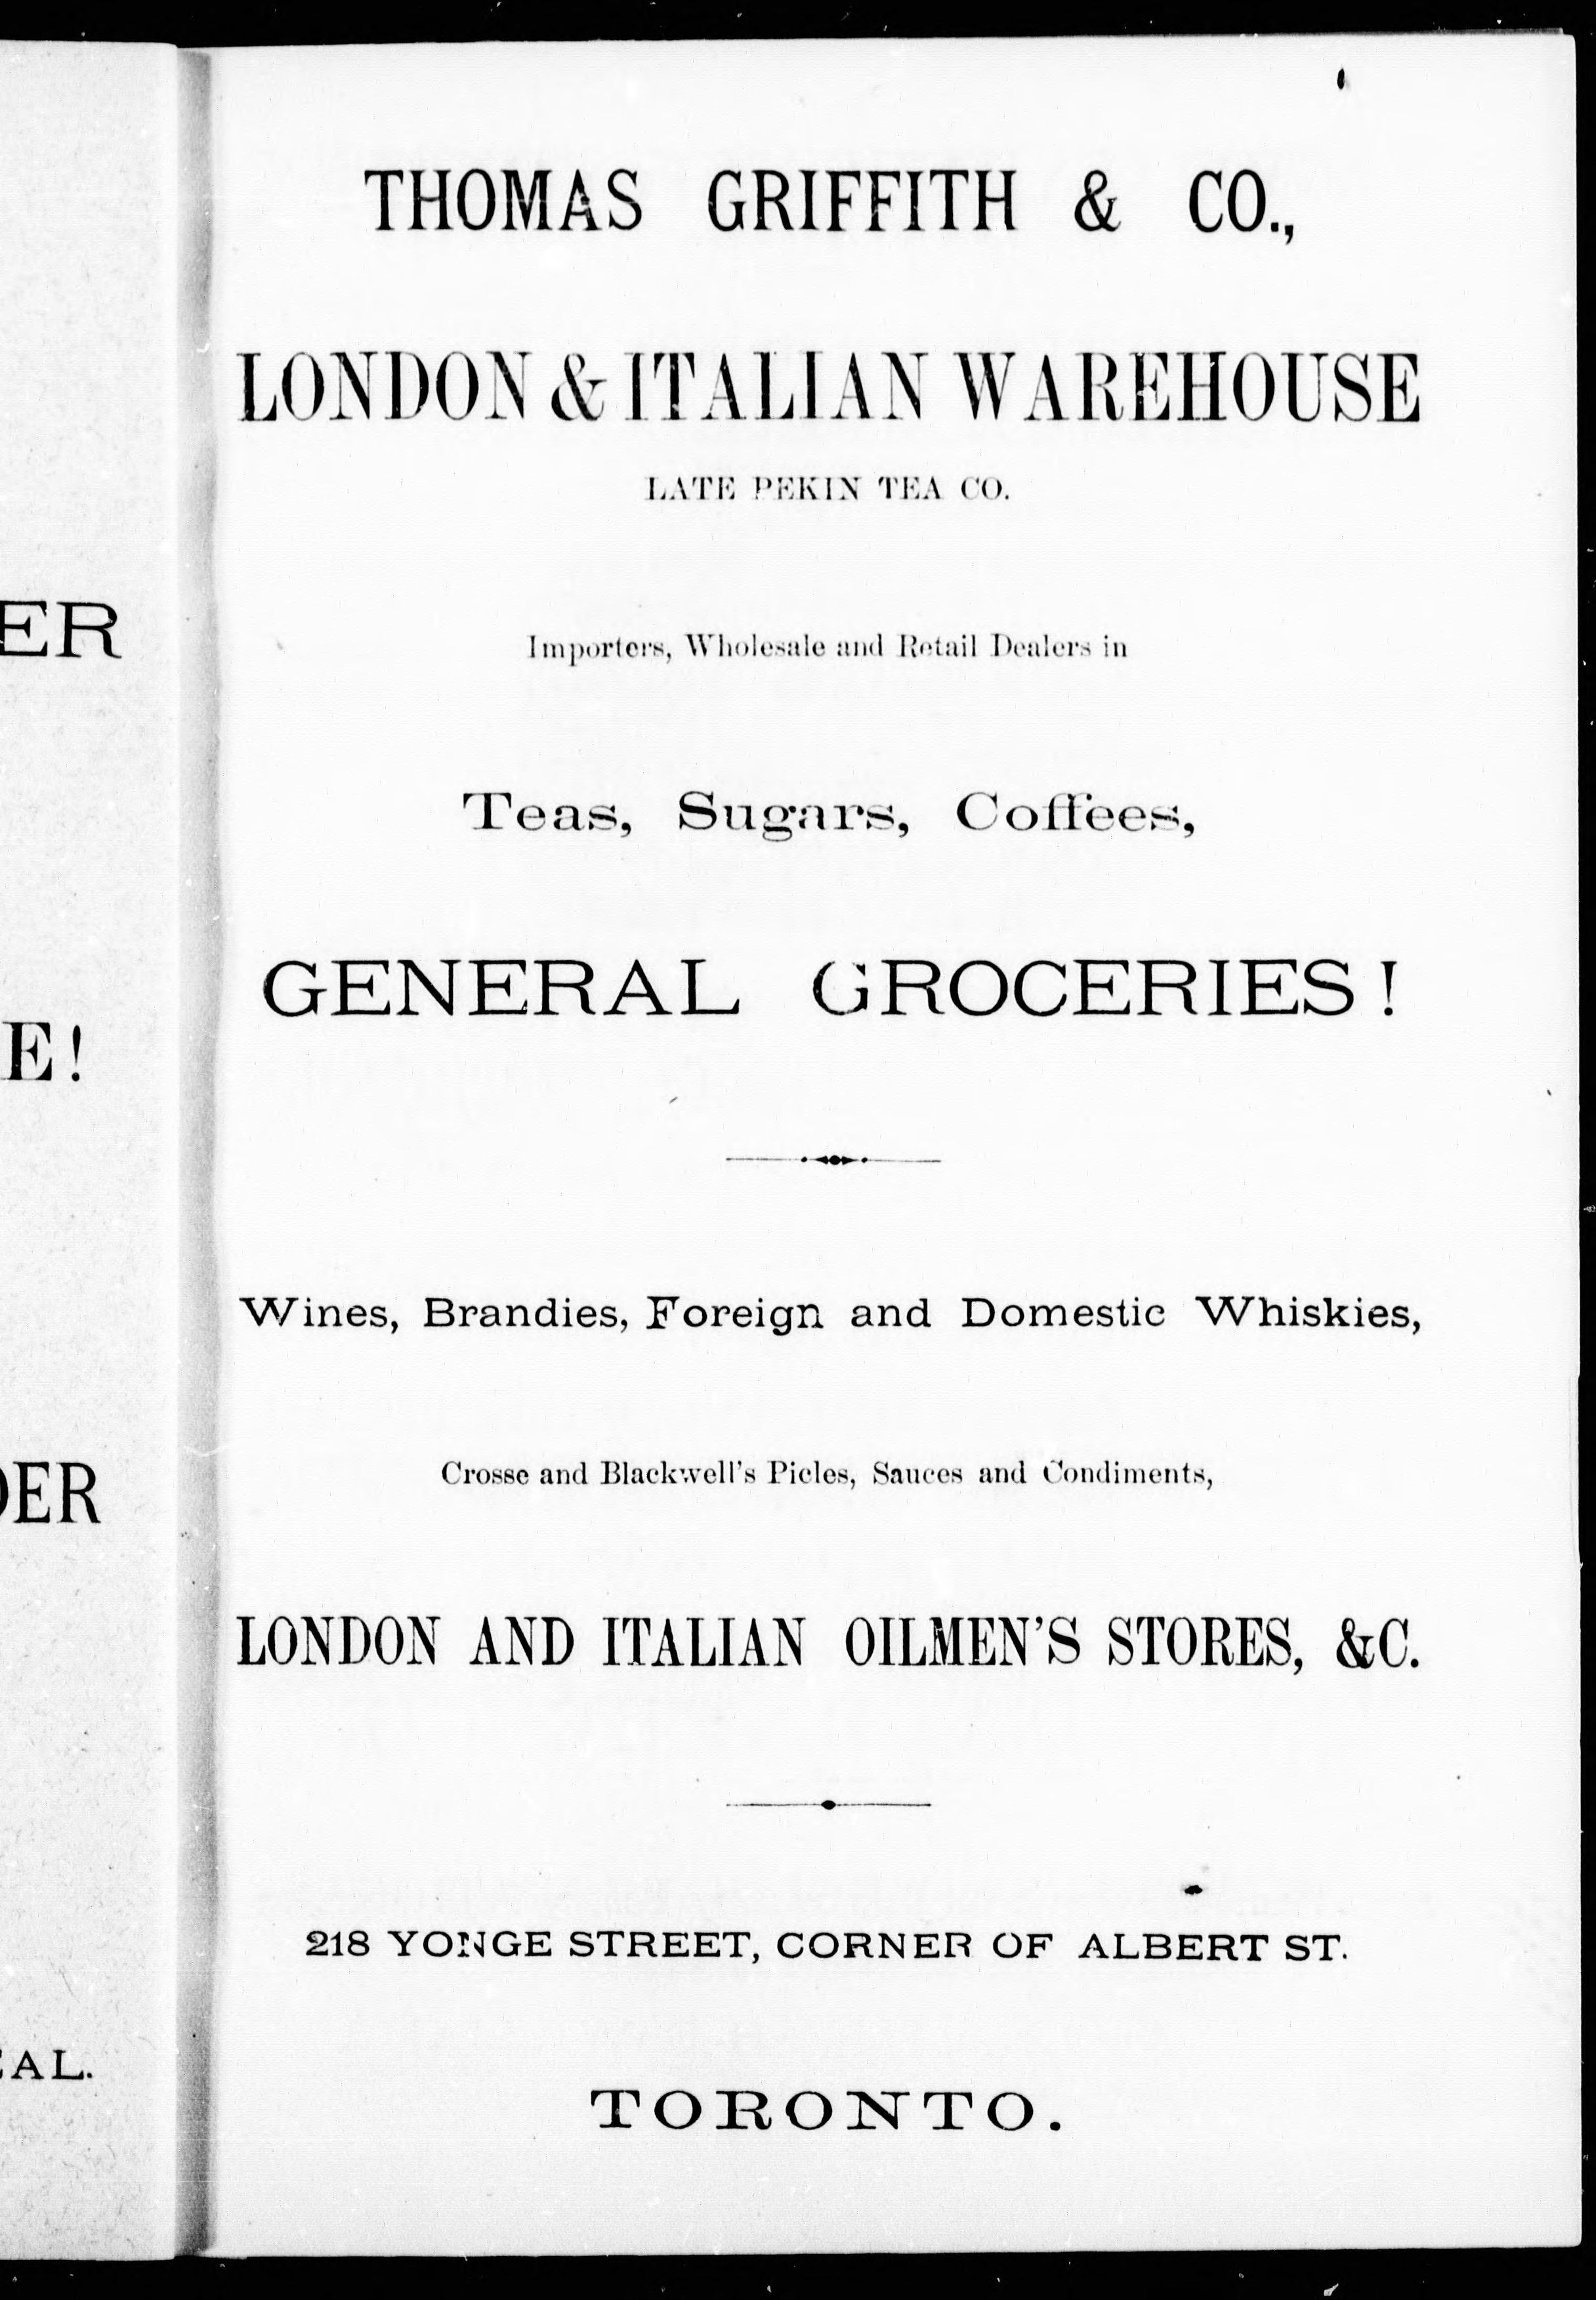 THOMAS GRIFFITH & CO.,
LONDON & ITALIAN WAREHOUSE
LATE PEKIN TEA CO.
Importers, Wholesale and Retail Dealers in
Teas, Sugars, Coffees,
GENERAL GROCERIES!
Wines, Brandies, Foreign and Domestic Whiskies,
Crosse and Blackwell's Picles, Sauces and Condiments,
LONDON AND ITALIAN OILMEN'S STORES, &C.
218 YONGE STREET, CORNER OF ALBERT ST.
TORONTO.
ER
E!
DER
AL.